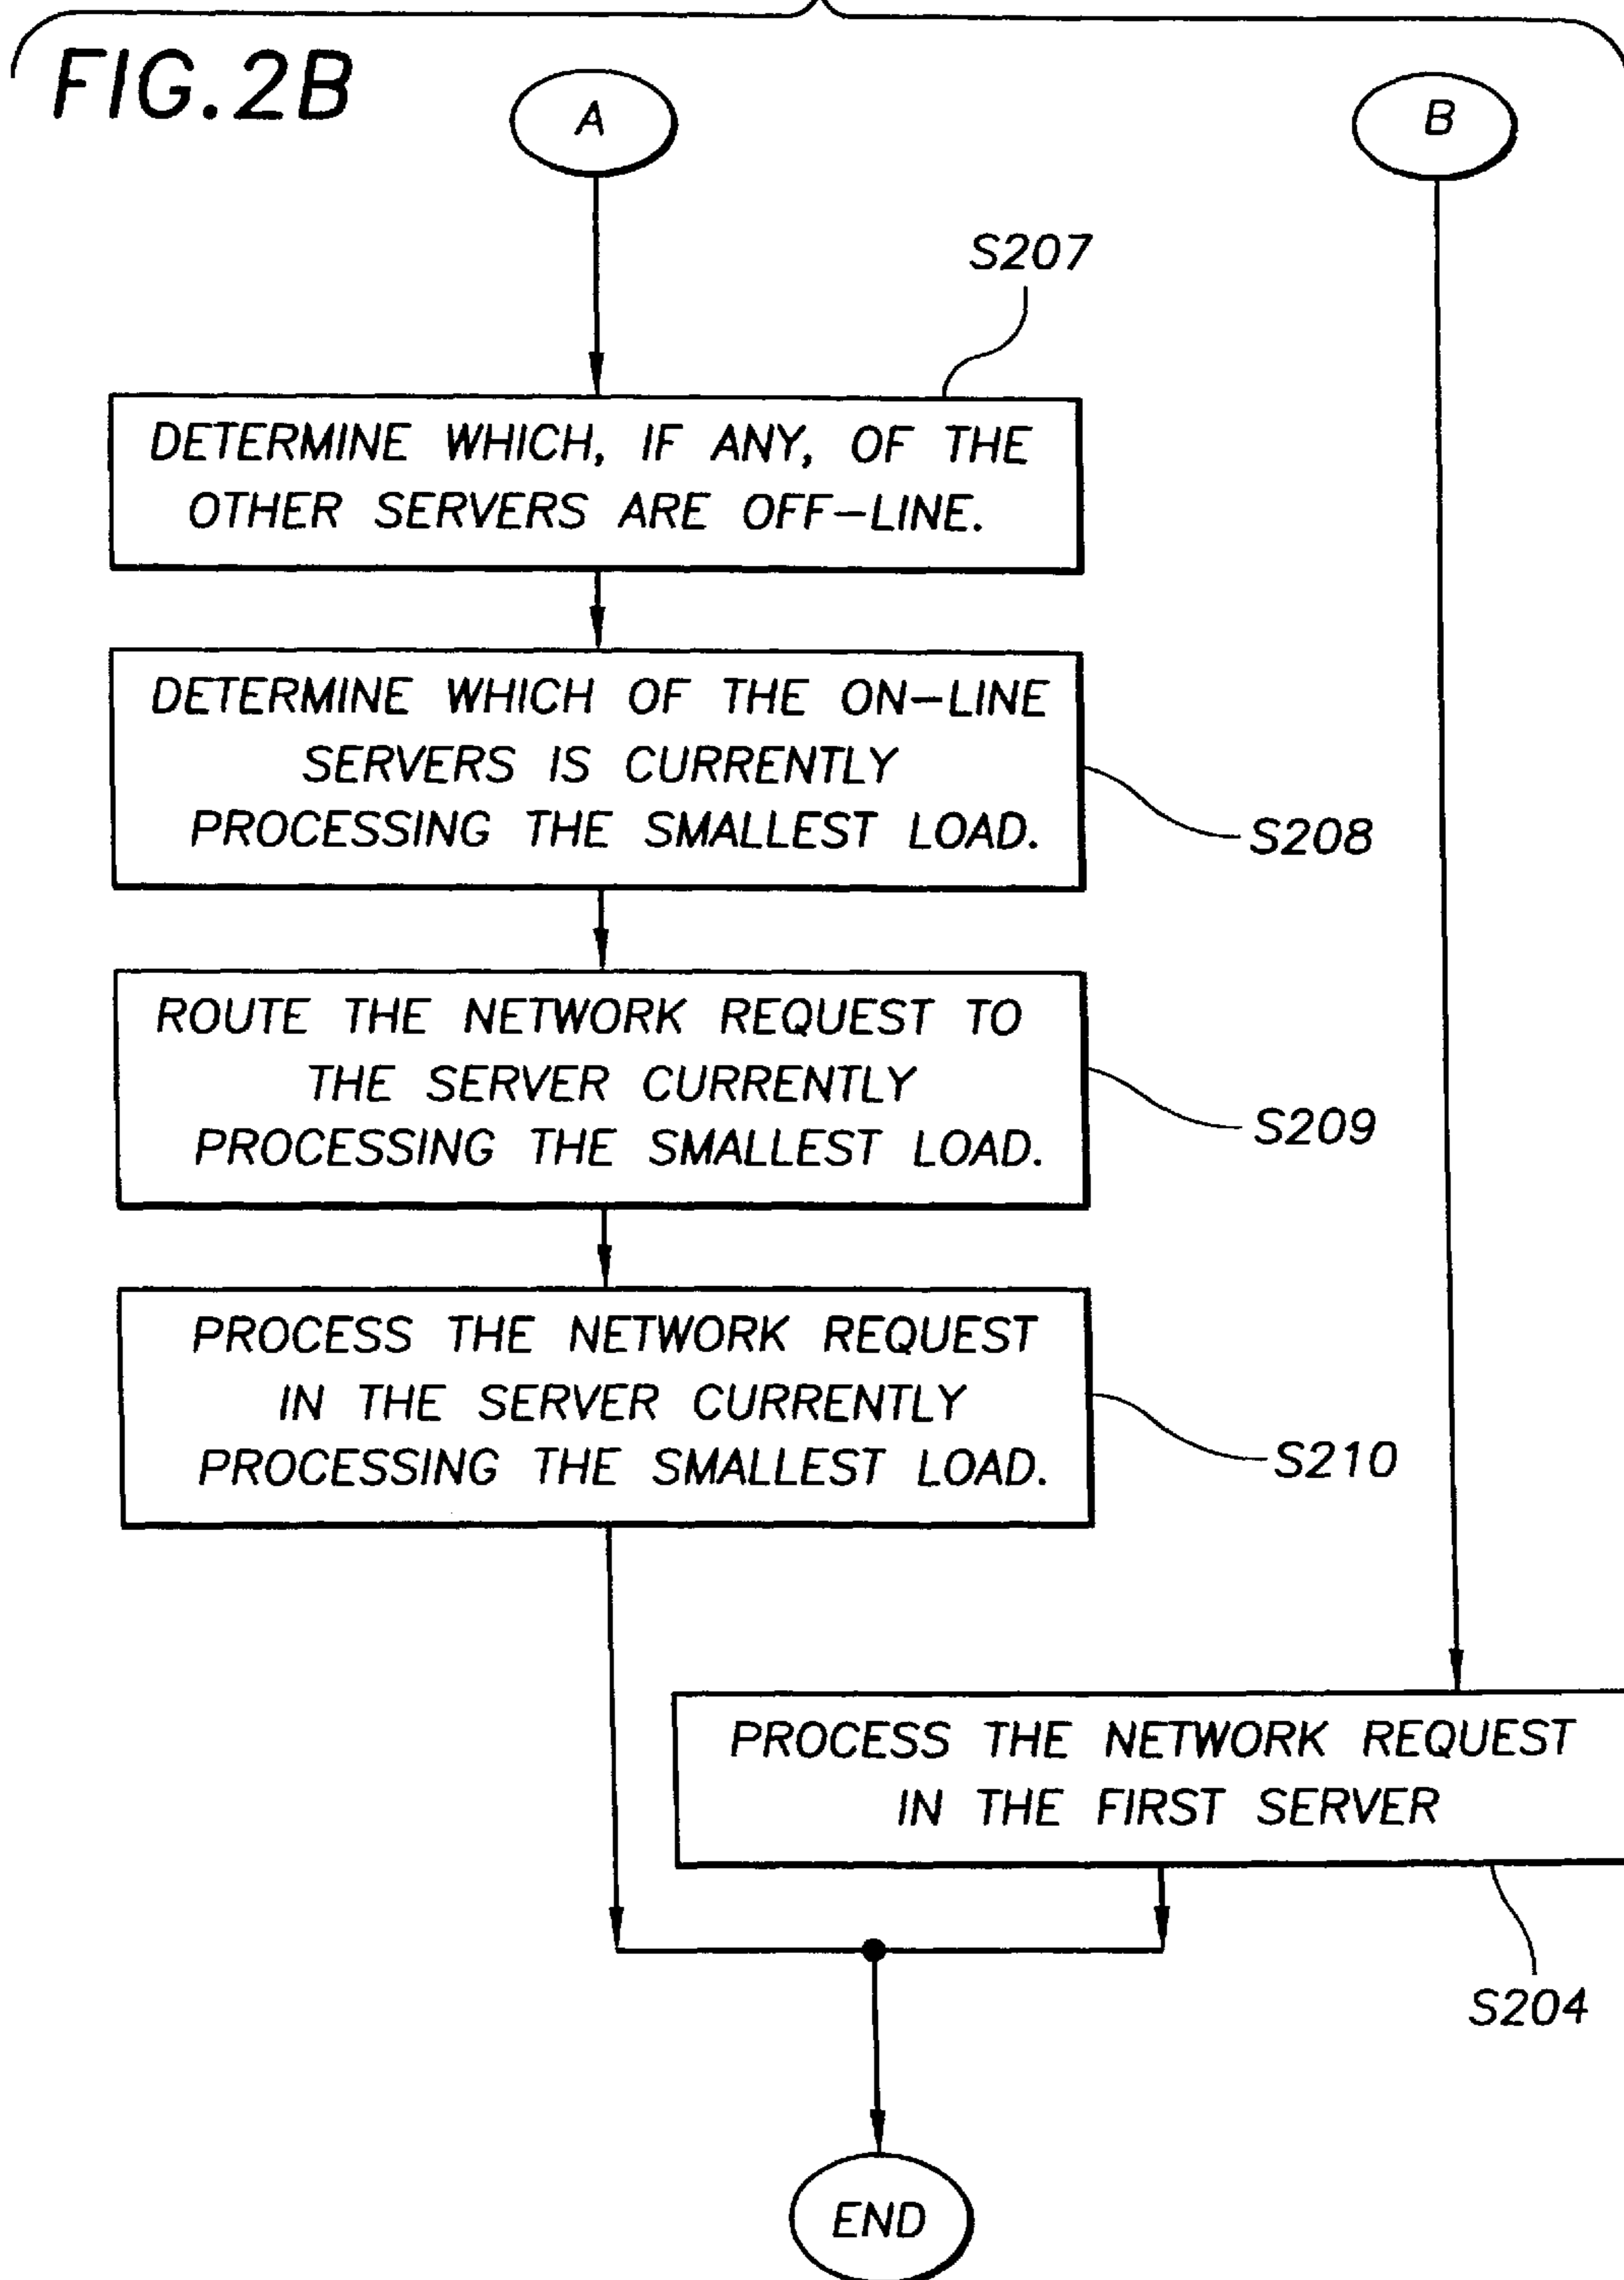 FIG.2B
A
B
S207
DETERMINE WHICH, IF ANY, OF THE
OTHER SERVERS ARE OFF-LINE.
DETERMINE WHICH OF THE ON-LINE
SERVERS IS CURRENTLY
PROCESSING THE SMALLEST LOAD.
S208
ROUTE THE NETWORK REQUEST TO
THE SERVER CURRENTLY
PROCESSING THE SMALLEST LOAD.
S209
PROCESS THE NETWORK REQUEST
IN THE SERVER CURRENTLY
PROCESSING THE SMALLEST LOAD.
S210
PROCESS THE NETWORK REQUEST
IN THE FIRST SERVER
S204
END